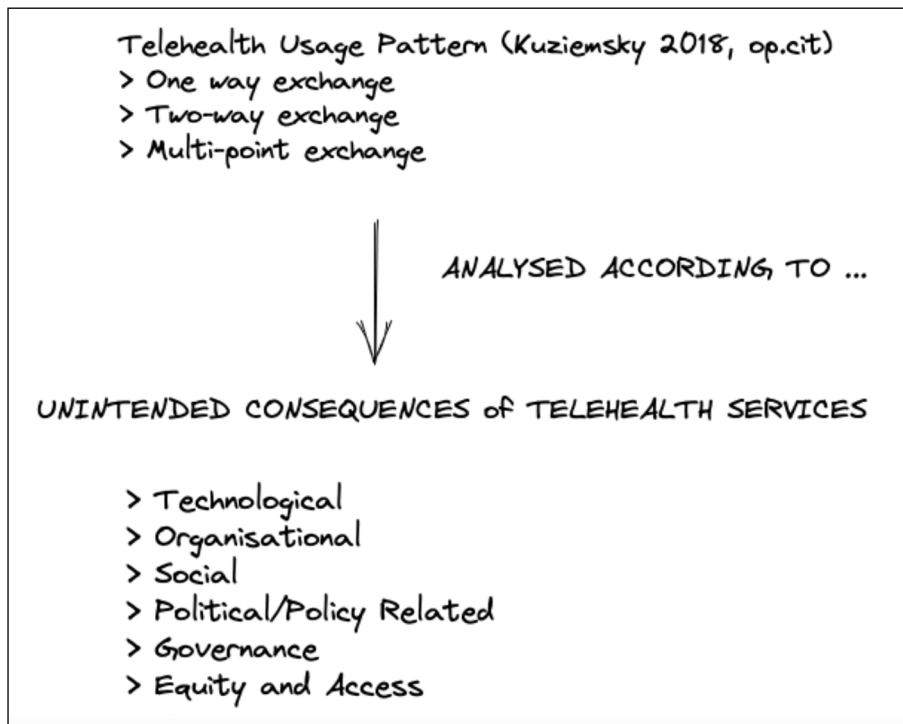 Telehealth Usage Pattern (Kuziemsky 2018, op.cit)
> One way exchange
> Two-way exchange
> Multi-point exchange
ANALYSED ACCORDING TO ...
UNINTENDED CONSEQUENCES of TELEHEALTH SERVICES
> Technological
> Organisational
> Social
> Political/Policy Related
> Governance
> Equity and Access